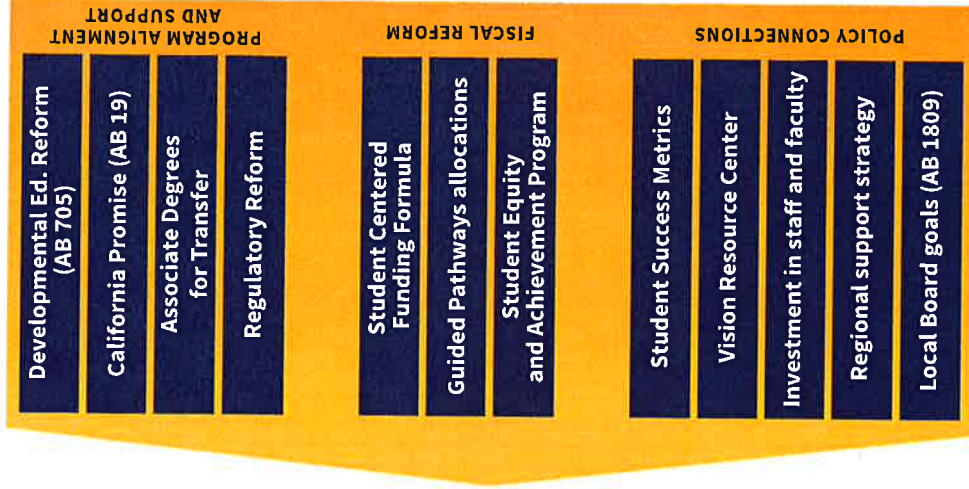 PROGRAM ALIGNMENT
AND SUPPORT
Developmental Ed. Reform
(AB 705)
California Promise (AB 19)
Associate Degrees
for Transfer
Regulatory Reform
FISCAL REFORM
Student Centered
Funding Formula
Guided Pathways allocations
Student Equity
and Achievement Program
POLICY CONNECTIONS
Student Success Metrics
Vision Resource Center
Investment in staff and faculty
Regional support strategy
Local Board goals (AB 1809)